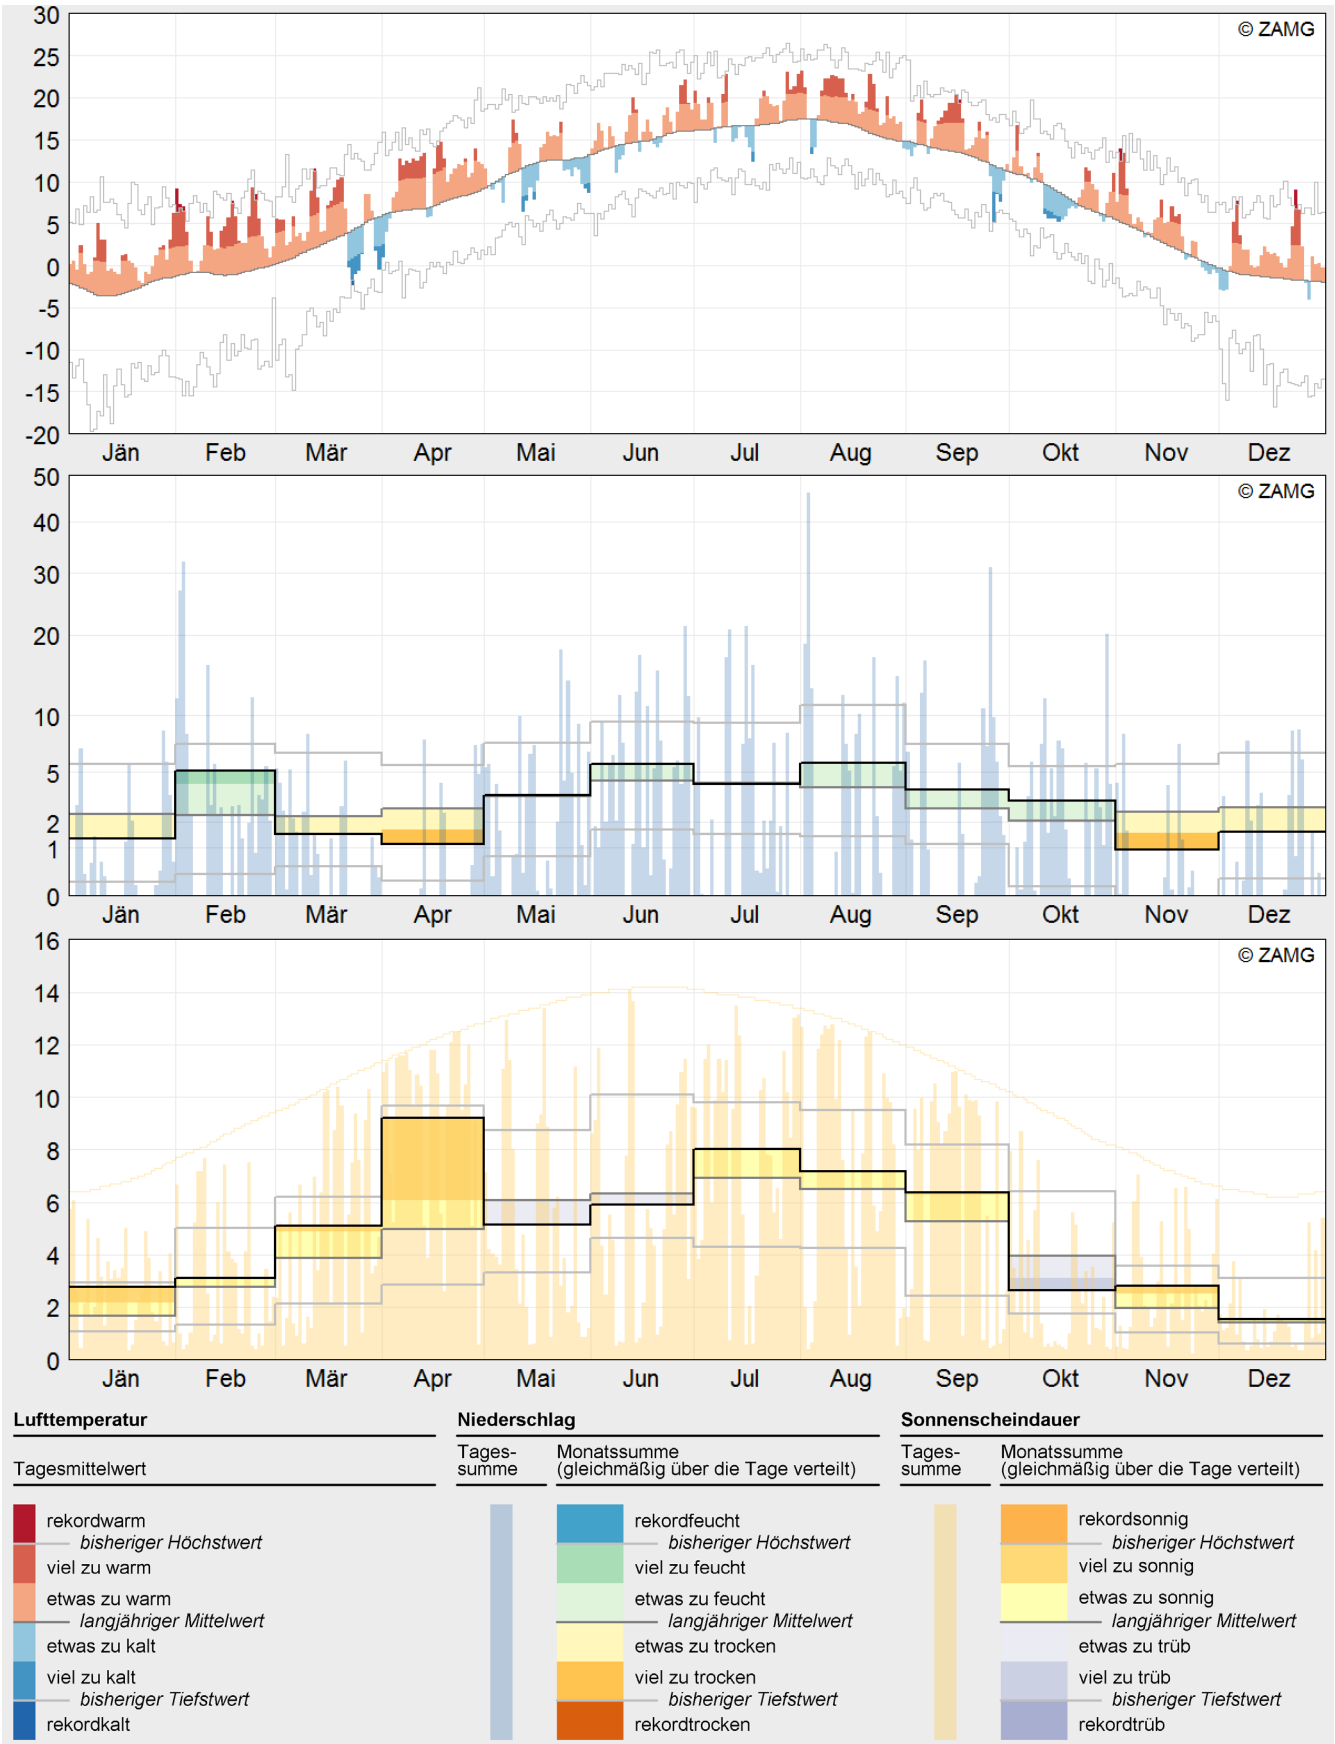 30
© ZAMG
25
20
15
10
5
0
-5
-10
-15
-20
Jän Feb Mär Apr Mai Jun Jul Aug Sep Okt Nov Dez
50
© ZAMG
40
30
20
10
5
2
1
0
Jän Feb Mär Apr Mai Jun Jul Aug Sep Okt Nov Dez
16
© ZAMG
14
12
10
8
6
4
2
0
Jän Feb Mär Apr Mai Jun Jul Aug Sep Okt Nov Dez
Lufttemperatur
Tagesmittelwert
rekordwarm
bisheriger Höchstwert
viel zu warm
etwas zu warm
langjähriger Mittelwert
etwas zu kalt
viel zu kalt
bisheriger Tiefstwert
rekordkalt
Niederschlag
Tages-
summe
Monatssumme
(gleichmäßig über die Tage verteilt)
rekordfeucht
bisheriger Höchstwert
viel zu feucht
etwas zu feucht
langjähriger Mittelwert
etwas zu trocken
viel zu trocken
bisheriger Tiefstwert
rekordtrocken
Sonnenscheindauer
Tages-
summe
Monatssumme
(gleichmäßig über die Tage verteilt)
rekordsonnig
bisheriger Höchstwert
viel zu sonnig
etwas zu sonnig
langjähriger Mittelwert
etwas zu trüb
viel zu trüb
bisheriger Tiefstwert
rekordtrüb